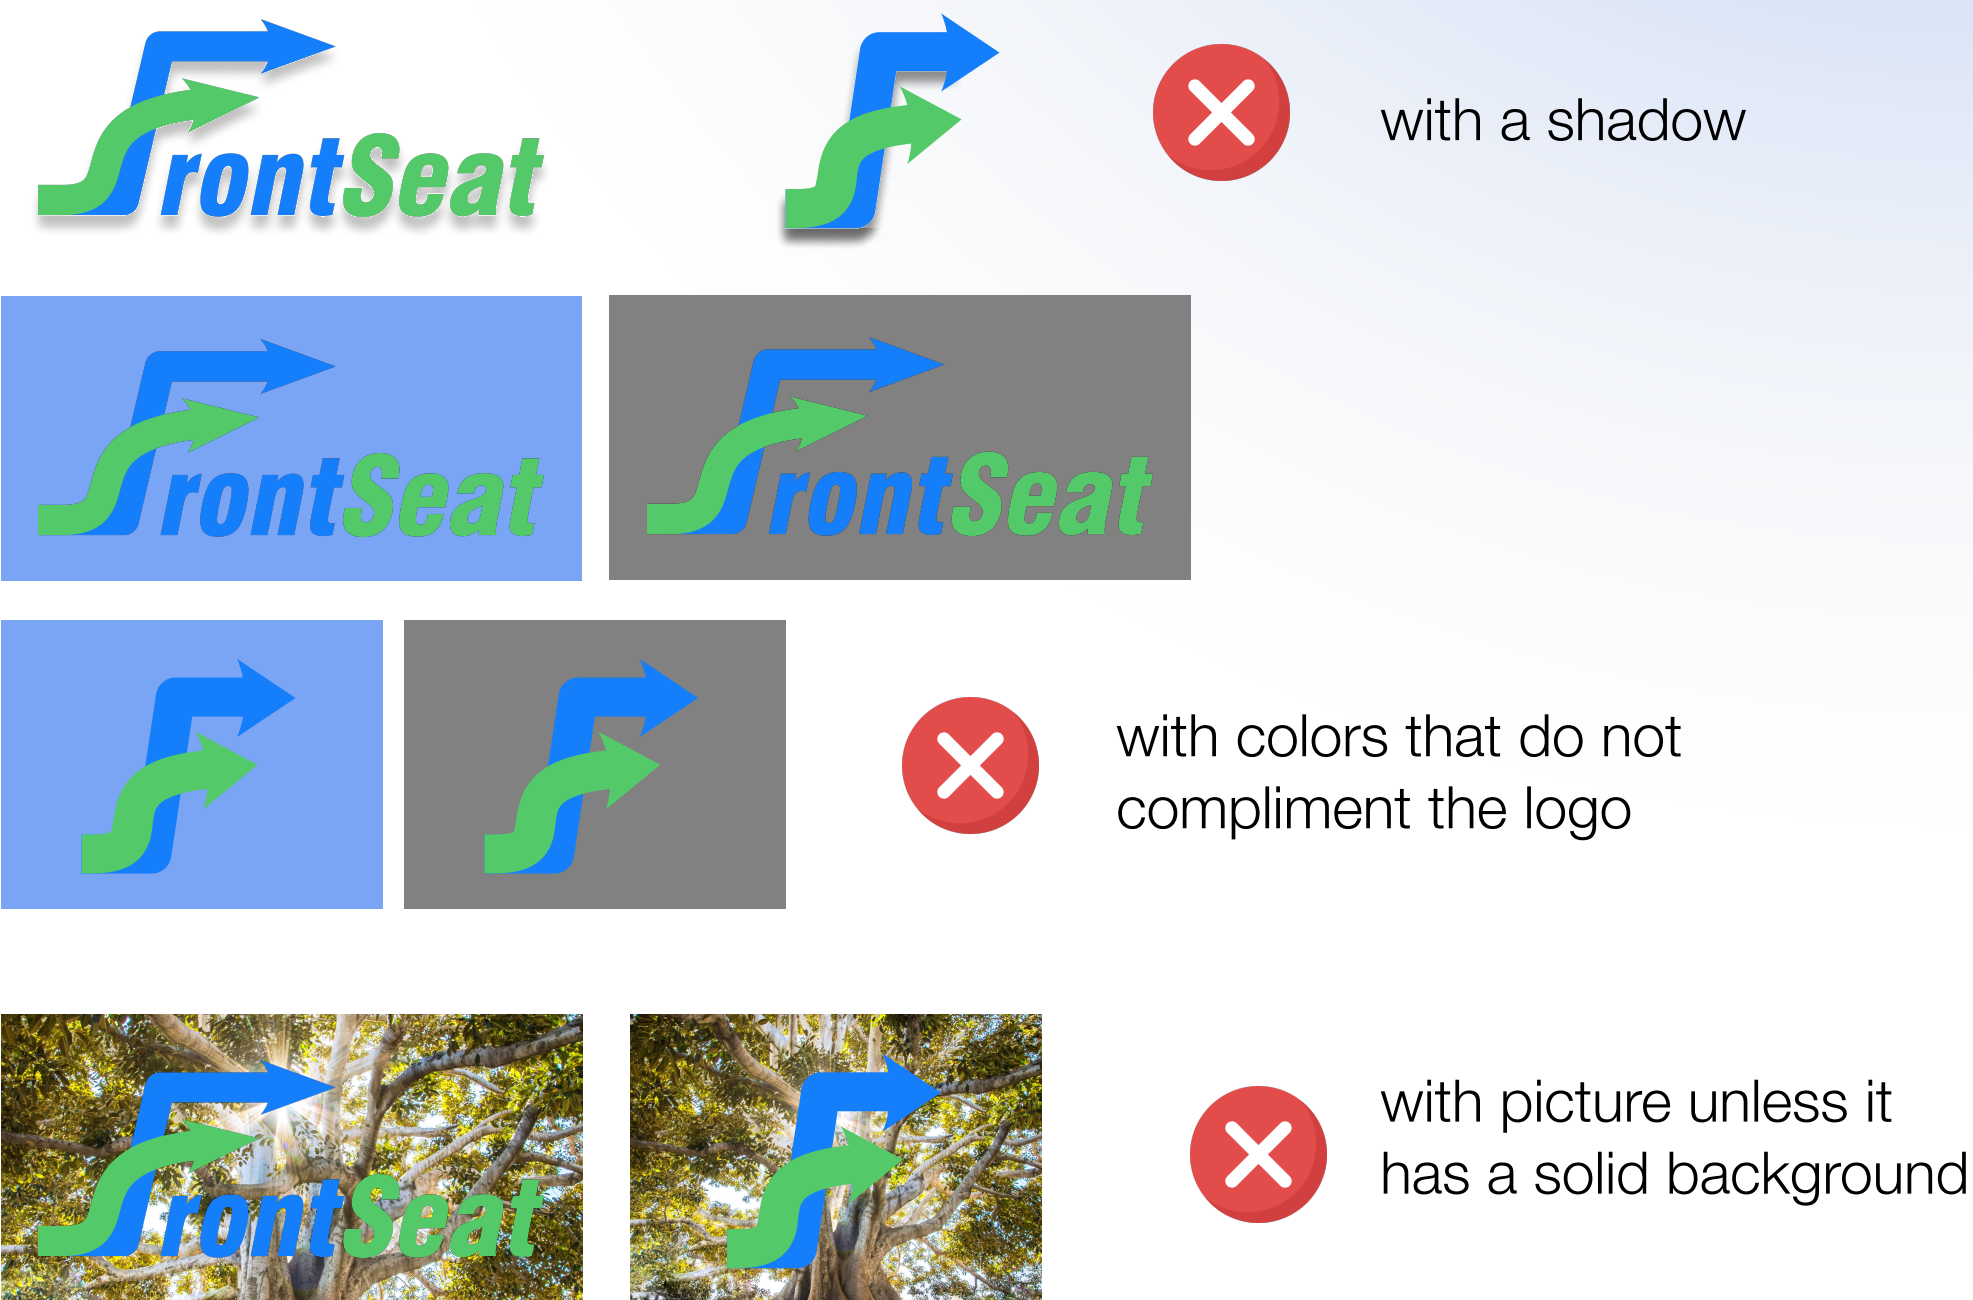 FrontSeat
F
with a shadow
FrontSeat
FrontSeat
F
F
with colors that do not
compliment the logo
FrontSeat
F
with picture unless it
has a solid background